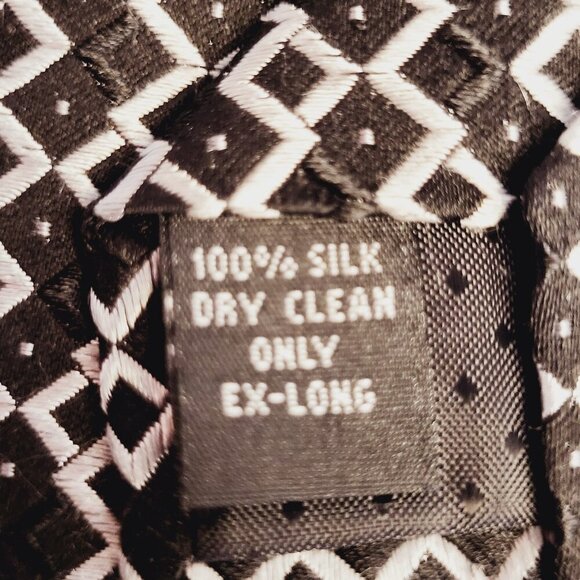 100% SILK
DRY CLEAN
ONLY
EX-LONG